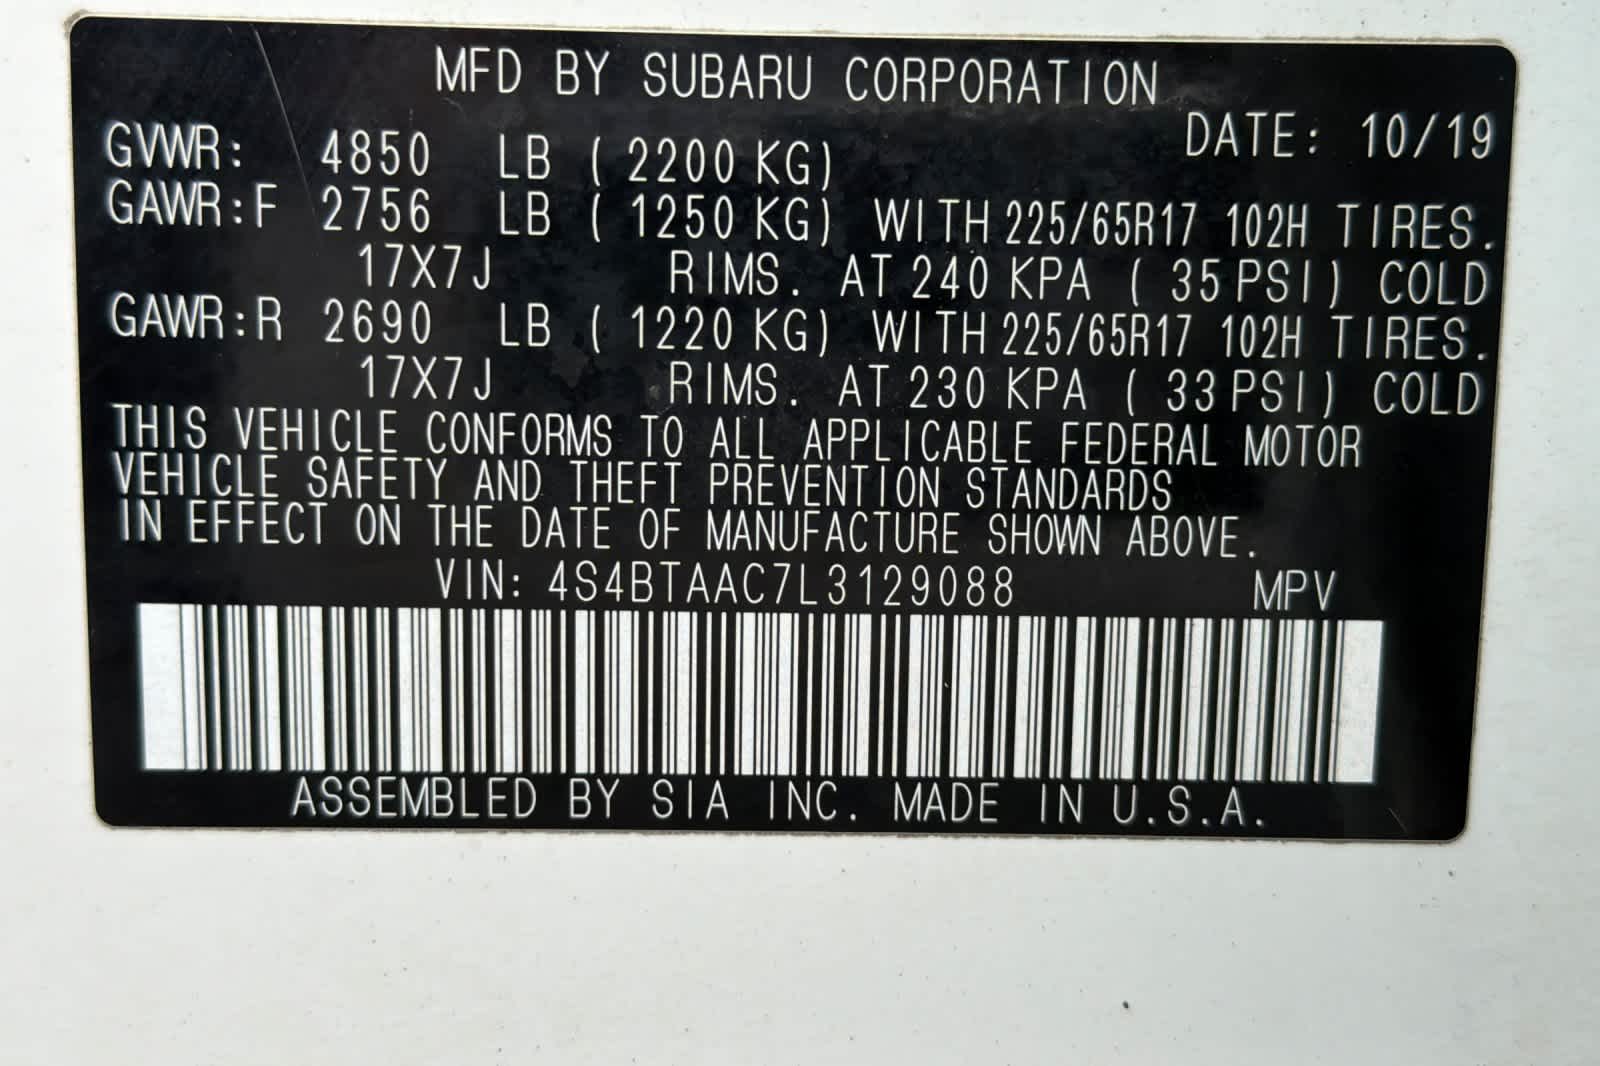 MFD BY SUBARU CORPORATION
DATE: 10/19
GVWR: 4850 LB ( 2200 KG)
GAWR:F 2756 LB ( 1250 KG) WITH 225/65R17 102H TIRES.
17X7J RIMS. AT 240 KPA ( 35 PSI) COLD
GAWR:R 2690 LB ( 1220 KG) WITH 225/65R17 102H TIRES.
17X7J RIMS. AT 230 KPA ( 33 PSI) COLD
THIS VEHICLE CONFORMS TO ALL APPLICABLE FEDERAL MOTOR
VEHICLE SAFETY AND THEFT PREVENTION STANDARDS
IN EFFECT ON THE DATE OF MANUFACTURE SHOWN ABOVE.
VIN: 4S4BTAAC7L3129088 MPV
ASSEMBLED BY SIA INC. MADE IN U.S.A.